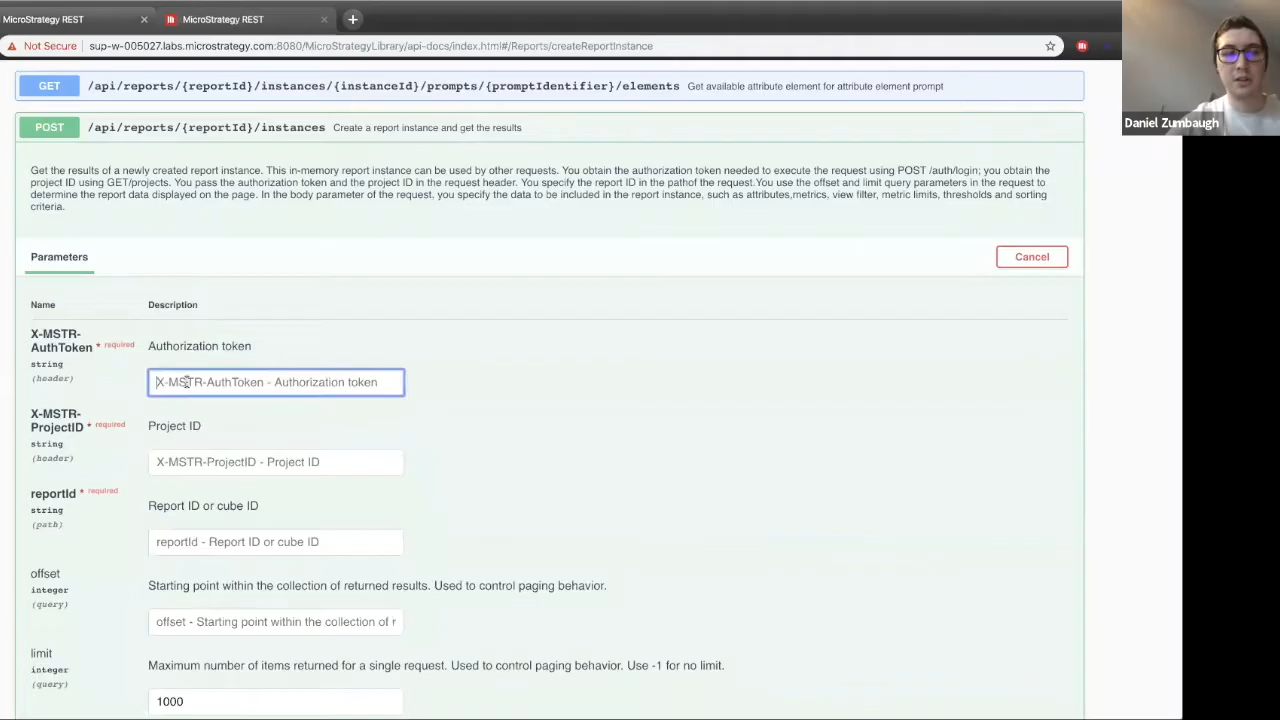 MicroStrategy REST
MicroStrategy REST
Not Secure
sup-w-005027.labs.microstrategy.com:8080/MicroStrategyLibrary/api-docs/index.html#/Reports/createReportInstance
Daniel Zumbaugh
GET /api/reports/{reportId}/instances/{instanceId}/prompts/{promptIdentifier}/elements Get available attribute element for attribute element prompt
POST /api/reports/{reportId}/instances Create a report instance and get the results
Get the results of a newly created report instance. This in-memory report instance can be used by other requests. You obtain the authorization token needed to execute the request using POST /auth/login; you obtain the
project ID using GET/projects. You pass the authorization token and the project ID in the request header. You specify the report ID in the pathof the request.You use the offset and limit query parameters in the request to
determine the report data displayed on the page. In the body parameter of the request, you specify the data to be included in the report instance, such as attributes,metrics, view filter, metric limits, thresholds and sorting
criteria.
Parameters
Cancel
Name Description
X-MSTR-
AuthToken * required
string
(header)
Authorization token
X-MSTR-AuthToken - Authorization token
X-MSTR-
ProjectID * required
string
(header)
Project ID
X-MSTR-ProjectID - Project ID
reportId * required
string
(path)
Report ID or cube ID
reportId - Report ID or cube ID
offset
integer
(query)
Starting point within the collection of returned results. Used to control paging behavior.
offset - Starting point within the collection of r
limit
integer
(query)
Maximum number of items returned for a single request. Used to control paging behavior. Use -1 for no limit.
1000